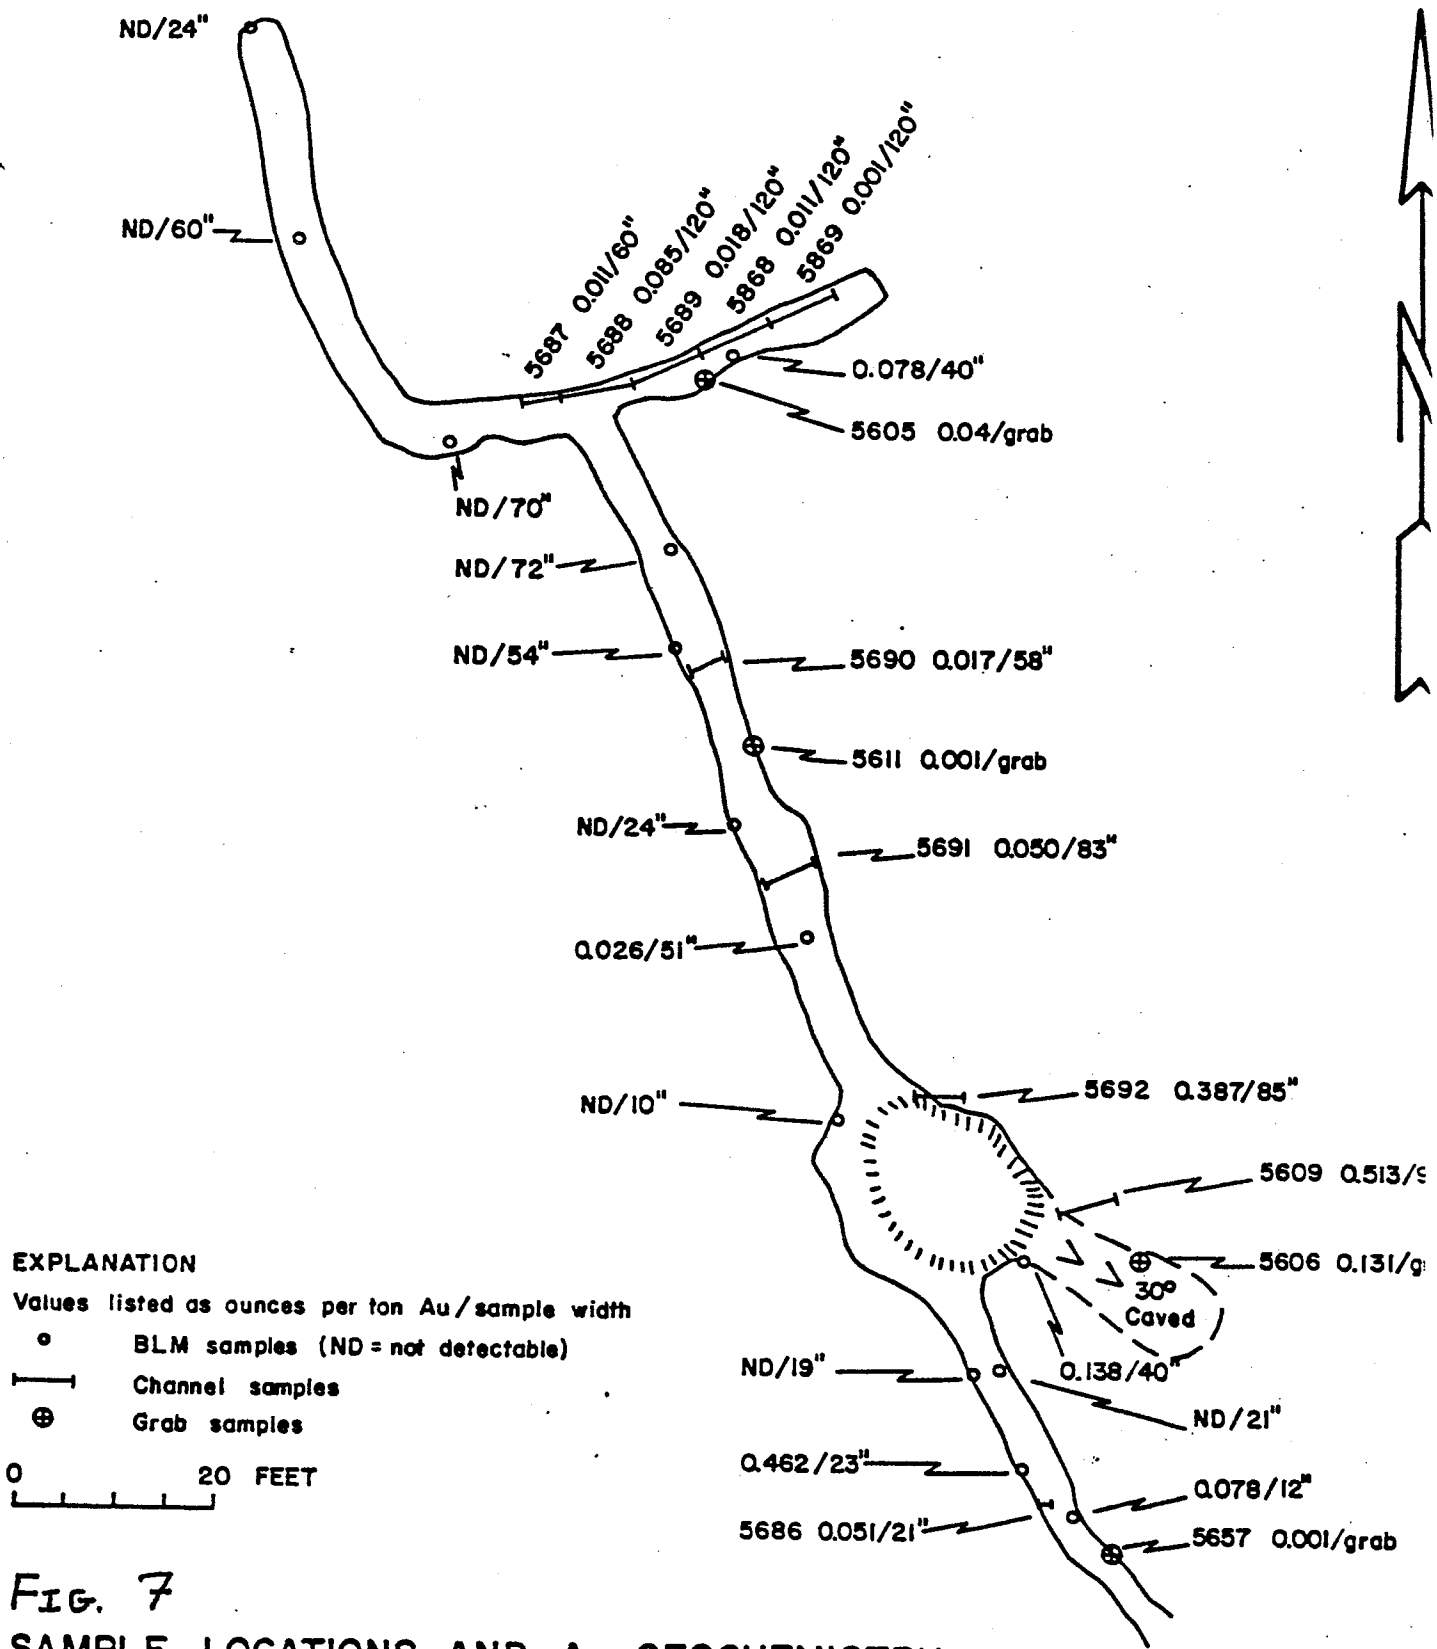 ND/24"
ND/60"
5687 0.011/60"
5688 0.085/120"
5689 0.018/120"
5868 0.011/120"
5869 0.001/120"
0.078/40"
5605 0.04/grab
ND/70"
ND/72"
ND/54"
5690 0.017/58"
5611 0.001/grab
ND/24"
5691 0.050/83"
0.026/51"
ND/10"
5692 0.387/85"
5609 0.513/9
5606 0.131/g
30°
Caved
0.138/40"
ND/19"
ND/21"
0.462/23"
0.078/12"
5686 0.051/21"
5657 0.001/grab
EXPLANATION
Values listed as ounces per ton Au/sample width
BLM samples (ND = not detectable)
Channel samples
Grab samples
0 20 FEET
FIG. 7
SAMPLE LOCATIONS AND A GEOCHEMISTRY